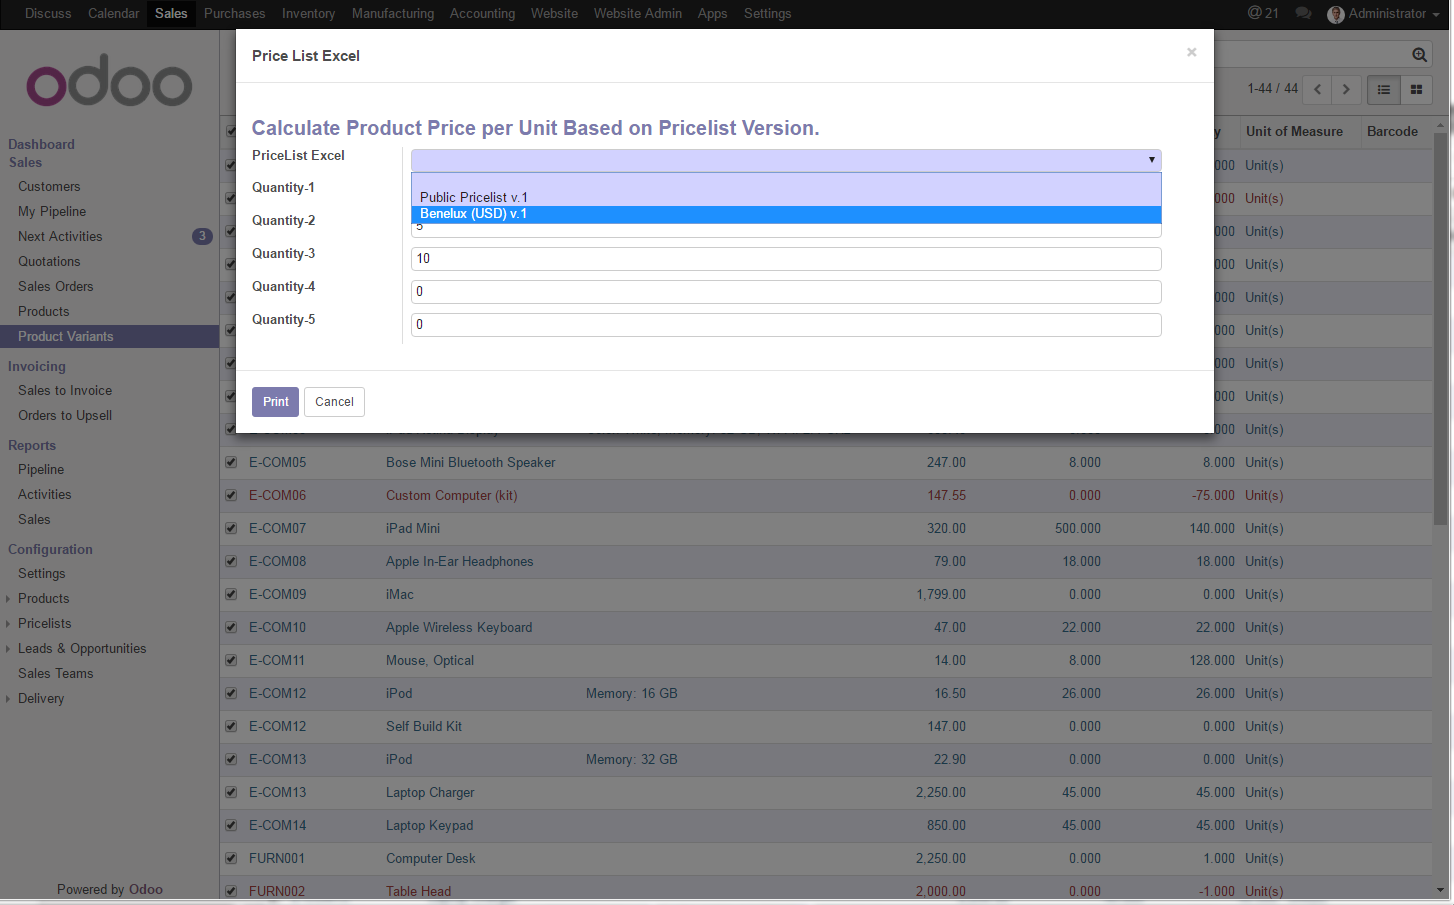 Discuss Calendar Sales Purchases Inventory Manufacturing Accounting Website Website Admin Apps Settings @ 21 Administrator
odoo
Dashboard
Sales
Customers
My Pipeline
Next Activities 3
Quotations
Sales Orders
Products
Product Variants
Invoicing
Sales to Invoice
Orders to Upsell
Reports
Pipeline
Activities
Sales
Configuration
Settings
Products
Pricelists
Leads & Opportunities
Sales Teams
Delivery
Powered by Odoo
Price List Excel ×
Calculate Product Price per Unit Based on Pricelist Version.
PriceList Excel
Public Pricelist v.1
Benelux (USD) v.1
Quantity-1
Quantity-2 5
Quantity-3 10
Quantity-4 0
Quantity-5 0
Print Cancel
1-44 / 44
y Unit of Measure Barcode
000 Unit(s)
000 Unit(s)
000 Unit(s)
000 Unit(s)
000 Unit(s)
000 Unit(s)
000 Unit(s)
000 Unit(s)
000 Unit(s)
E-COM05 Bose Mini Bluetooth Speaker 247.00 8.000 8.000 Unit(s)
E-COM06 Custom Computer (kit) 147.55 0.000 -75.000 Unit(s)
E-COM07 iPad Mini 320.00 500.000 140.000 Unit(s)
E-COM08 Apple In-Ear Headphones 79.00 18.000 18.000 Unit(s)
E-COM09 iMac 1,799.00 0.000 0.000 Unit(s)
E-COM10 Apple Wireless Keyboard 47.00 22.000 22.000 Unit(s)
E-COM11 Mouse, Optical 14.00 8.000 128.000 Unit(s)
E-COM12 iPod Memory: 16 GB 16.50 26.000 26.000 Unit(s)
E-COM12 Self Build Kit 147.00 0.000 0.000 Unit(s)
E-COM13 iPod Memory: 32 GB 22.90 0.000 0.000 Unit(s)
E-COM13 Laptop Charger 2,250.00 45.000 45.000 Unit(s)
E-COM14 Laptop Keypad 850.00 45.000 45.000 Unit(s)
FURN001 Computer Desk 2,250.00 0.000 1.000 Unit(s)
FURN002 Table Head 2,000.00 0.000 -1.000 Unit(s)